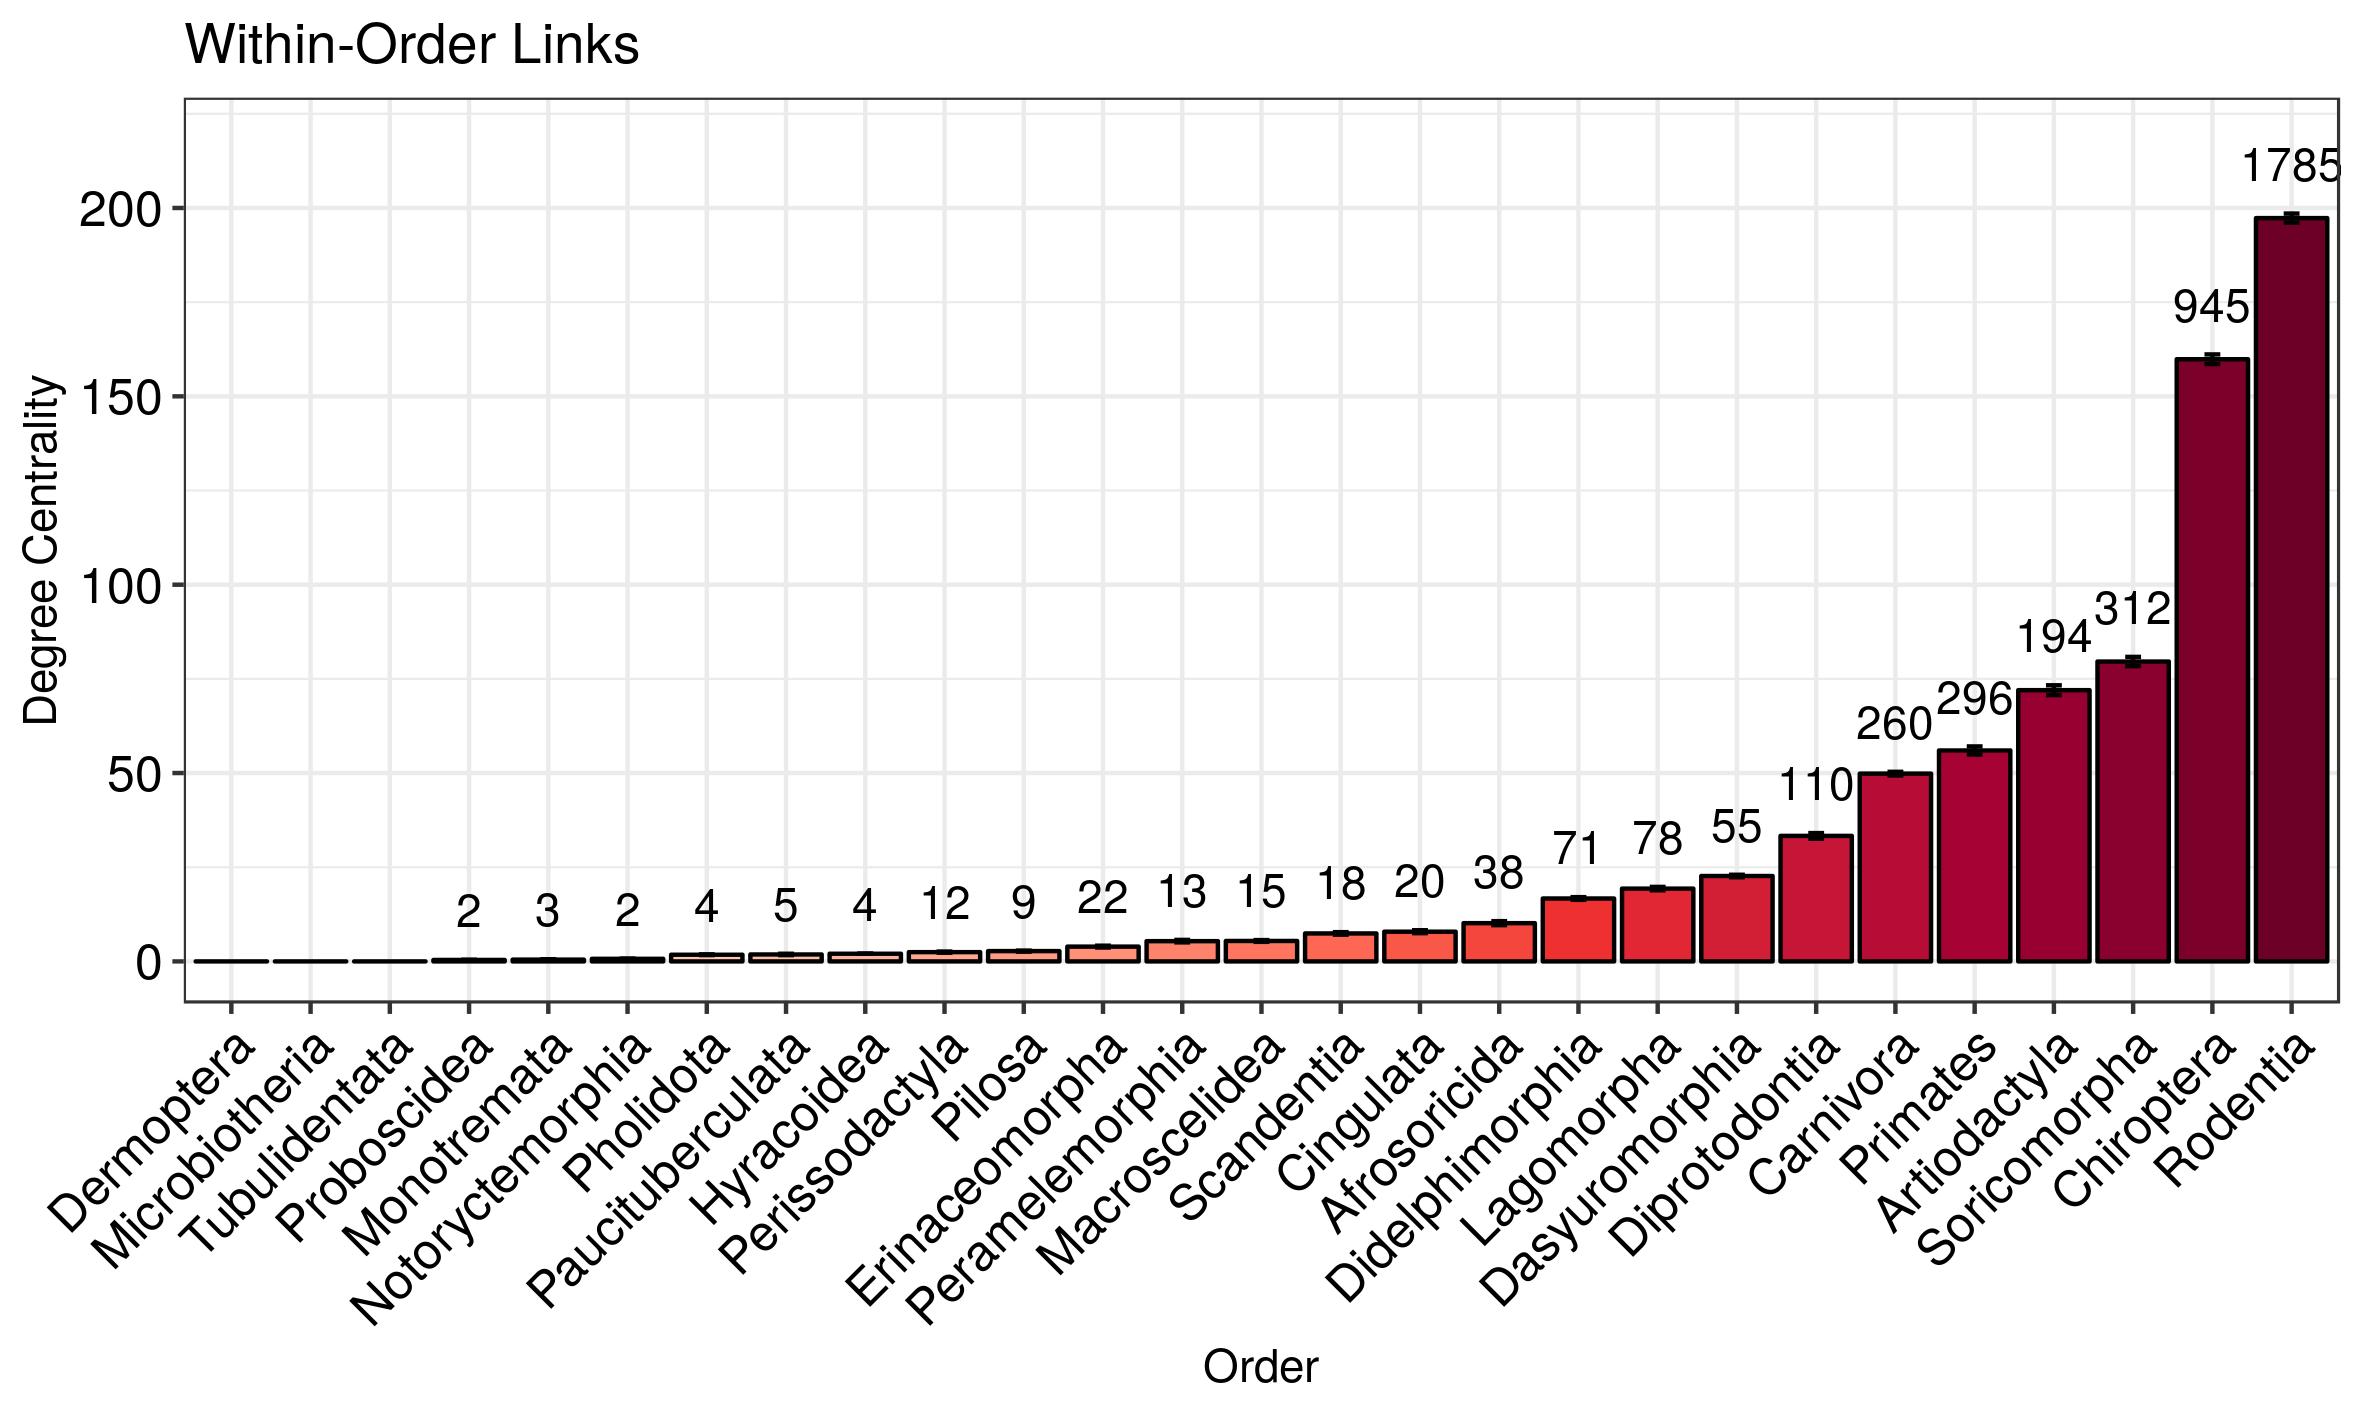 Within-Order Links
Degree Centrality
200
150
100
50
0
2
3
2
4
5
4
12
9
22
13
15
18
20
38
71
78
55
110
260
296
194
312
945
1785
Dermoptera
Microbiotheria
Tubulidentata
Proboscidea
Monotremata
Notoryctemorphia
Pholidota
Paucituberculata
Hyracoidea
Perissodactyla
Pilosa
Erinaceomorpha
Peramelemorphia
Macroscelidea
Scandentia
Cingulata
Afrosoricida
Didelphimorphia
Lagomorpha
Dasyuromorphia
Diprotodontia
Carnivora
Primates
Artiodactyla
Soricomorpha
Chiroptera
Rodentia
Order